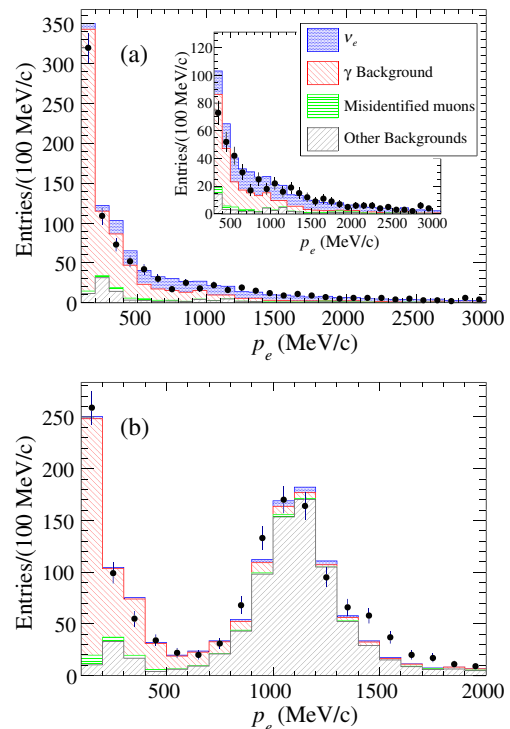 (a)
Entries/(100 MeV/c)
350
300
250
200
150
100
50
0
500 1000 1500 2000 2500 3000
p_e (MeV/c)
Entries/(100 MeV/c)
120
100
80
60
40
20
0
500 1000 1500 2000 2500 3000
p_e (MeV/c)
ν_e
γ Background
Misidentified muons
Other Backgrounds
(b)
Entries/(100 MeV/c)
250
200
150
100
50
0
500 1000 1500 2000
p_e (MeV/c)